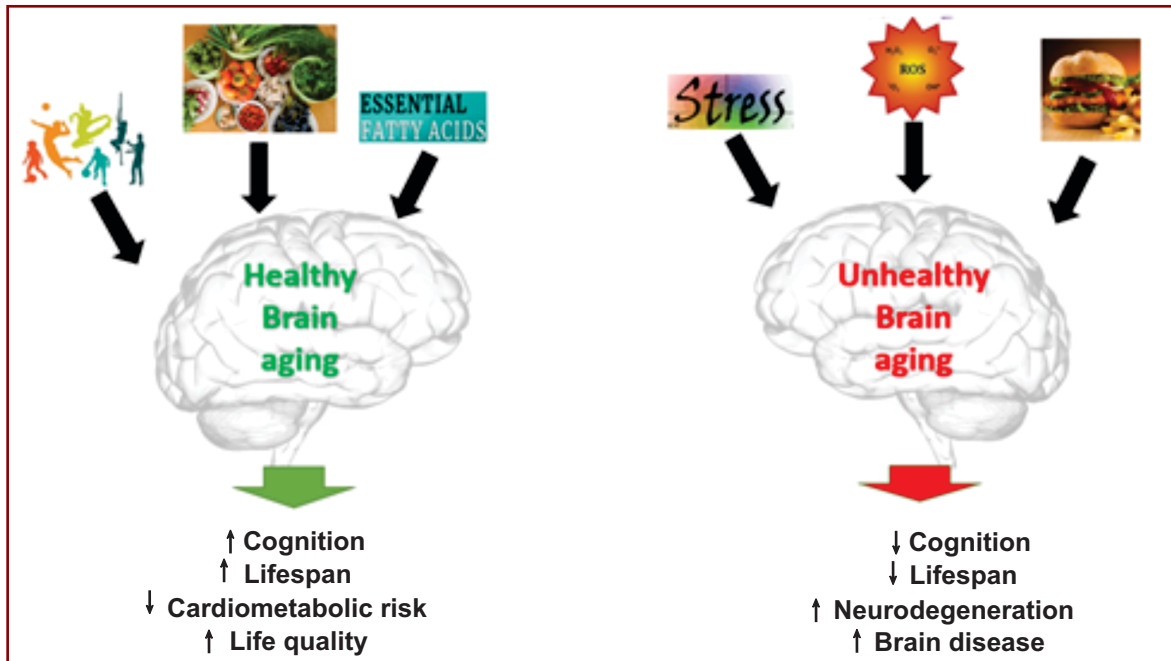 ESSENTIAL
FATTY ACIDS
Healthy
Brain
aging
↑ Cognition
↑ Lifespan
↓ Cardiometabolic risk
↑ Life quality
Stress
ROS
Unhealthy
Brain
aging
↓ Cognition
↓ Lifespan
↑ Neurodegeneration
↑ Brain disease